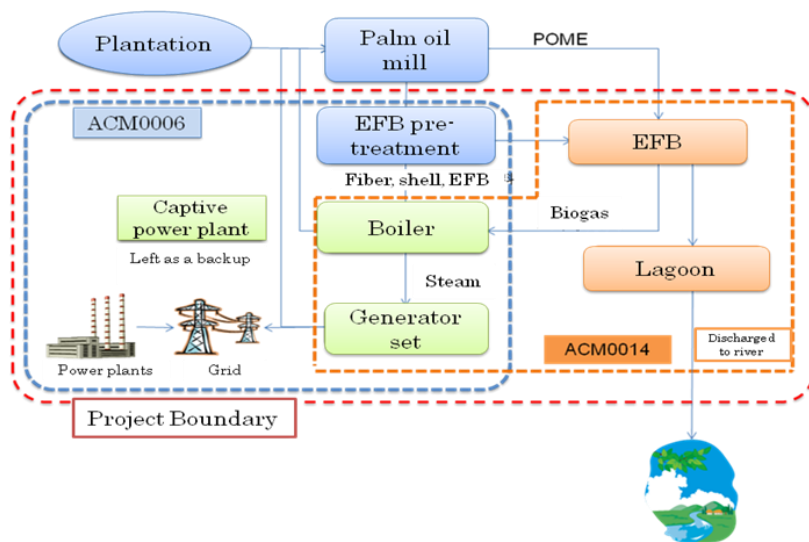 Plantation
Palm oil
mill
POME
ACM0006
EFB pre-
treatment
EFB
Fiber, shell, EFB
Captive
power plant
Left as a backup
Boiler
Biogas
Lagoon
Steam
Generator
set
Power plants
Grid
ACM0014
Discharged
to river
Project Boundary